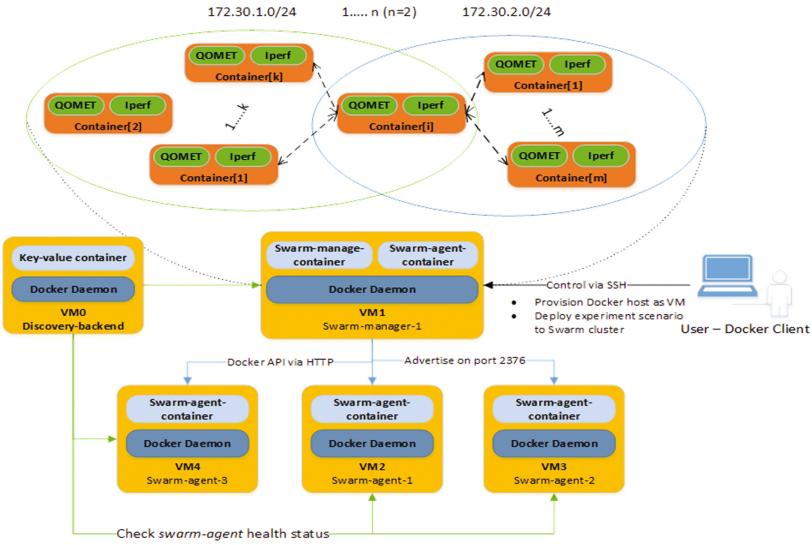 172.30.1.0/24 1..... n (n=2) 172.30.2.0/24
QOMET Iperf
Container[k]
QOMET Iperf
Container[1]
QOMET Iperf
Container[2]
QOMET Iperf
Container[i]
1.....k
1....m
QOMET Iperf
Container[1]
QOMET Iperf
Container[m]
Key-value container
Docker Daemon
VM0
Discovery-backend
Swarm-manage-
container
Swarm-agent-
container
Docker Daemon
VM1
Swarm-manager-1
Control via SSH
• Provision Docker host as VM
• Deploy experiment scenario
to Swarm cluster
User – Docker Client
Docker API via HTTP
Advertise on port 2376
Swarm-agent-
container
Docker Daemon
VM4
Swarm-agent-3
Swarm-agent-
container
Docker Daemon
VM2
Swarm-agent-1
Swarm-agent-
container
Docker Daemon
VM3
Swarm-agent-2
Check swarm-agent health status